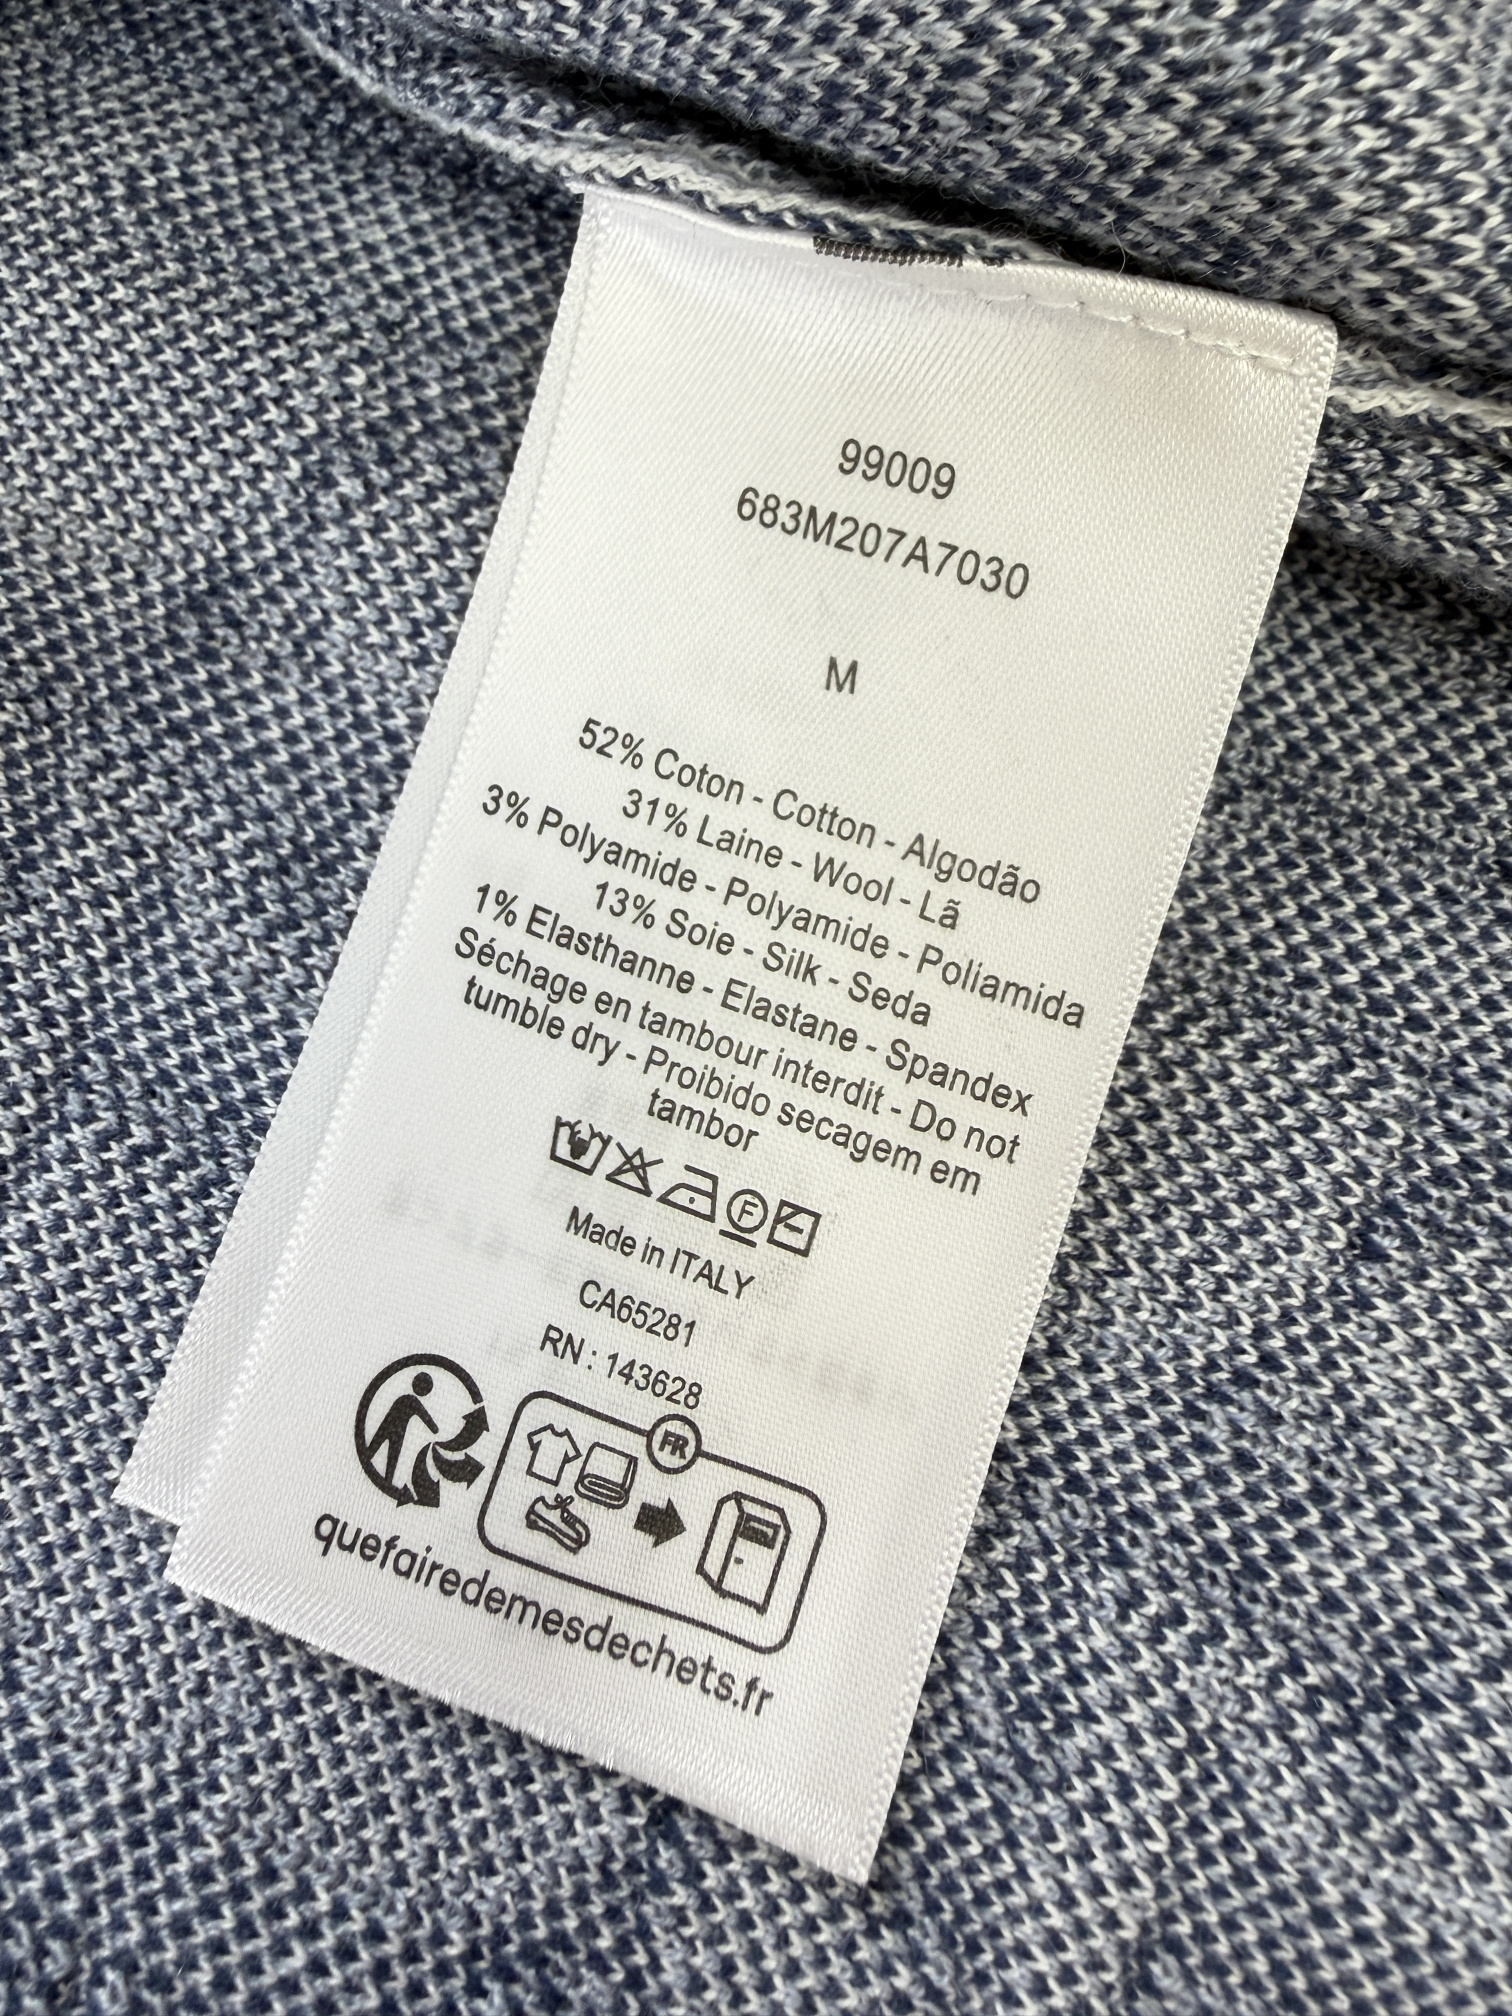 99009
683M207A7030
M
52% Coton - Cotton - Algodão
31% Laine - Wool - Lã
3% Polyamide - Polyamide - Poliamida
13% Soie - Silk - Seda
1% Elasthanne - Elastane - Spandex
Séchage en tambour interdit - Do not
tumble dry - Proibido secagem em
tambor
F
Made in ITALY
CA65281
RN : 143628
FR
quefairedemesdechets.fr